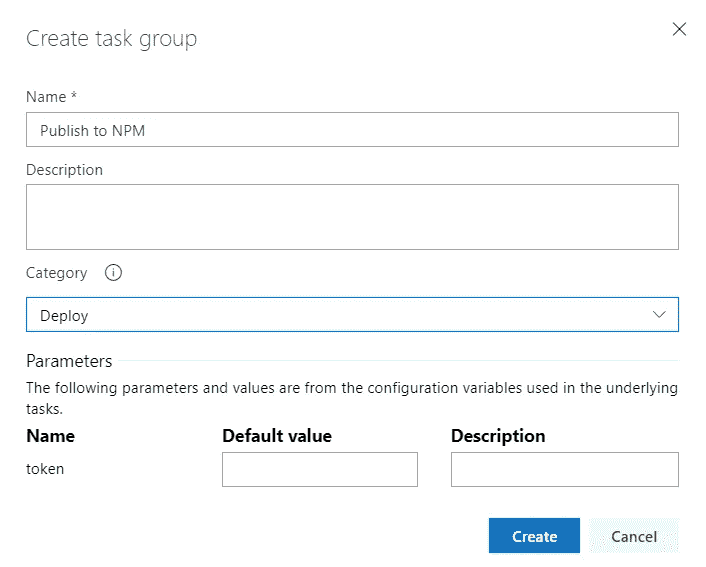 Create task group
Name *
Publish to NPM
Description
Category
Deploy
Parameters
The following parameters and values are from the configuration variables used in the underlying
tasks.
Name Default value Description
token
Create Cancel